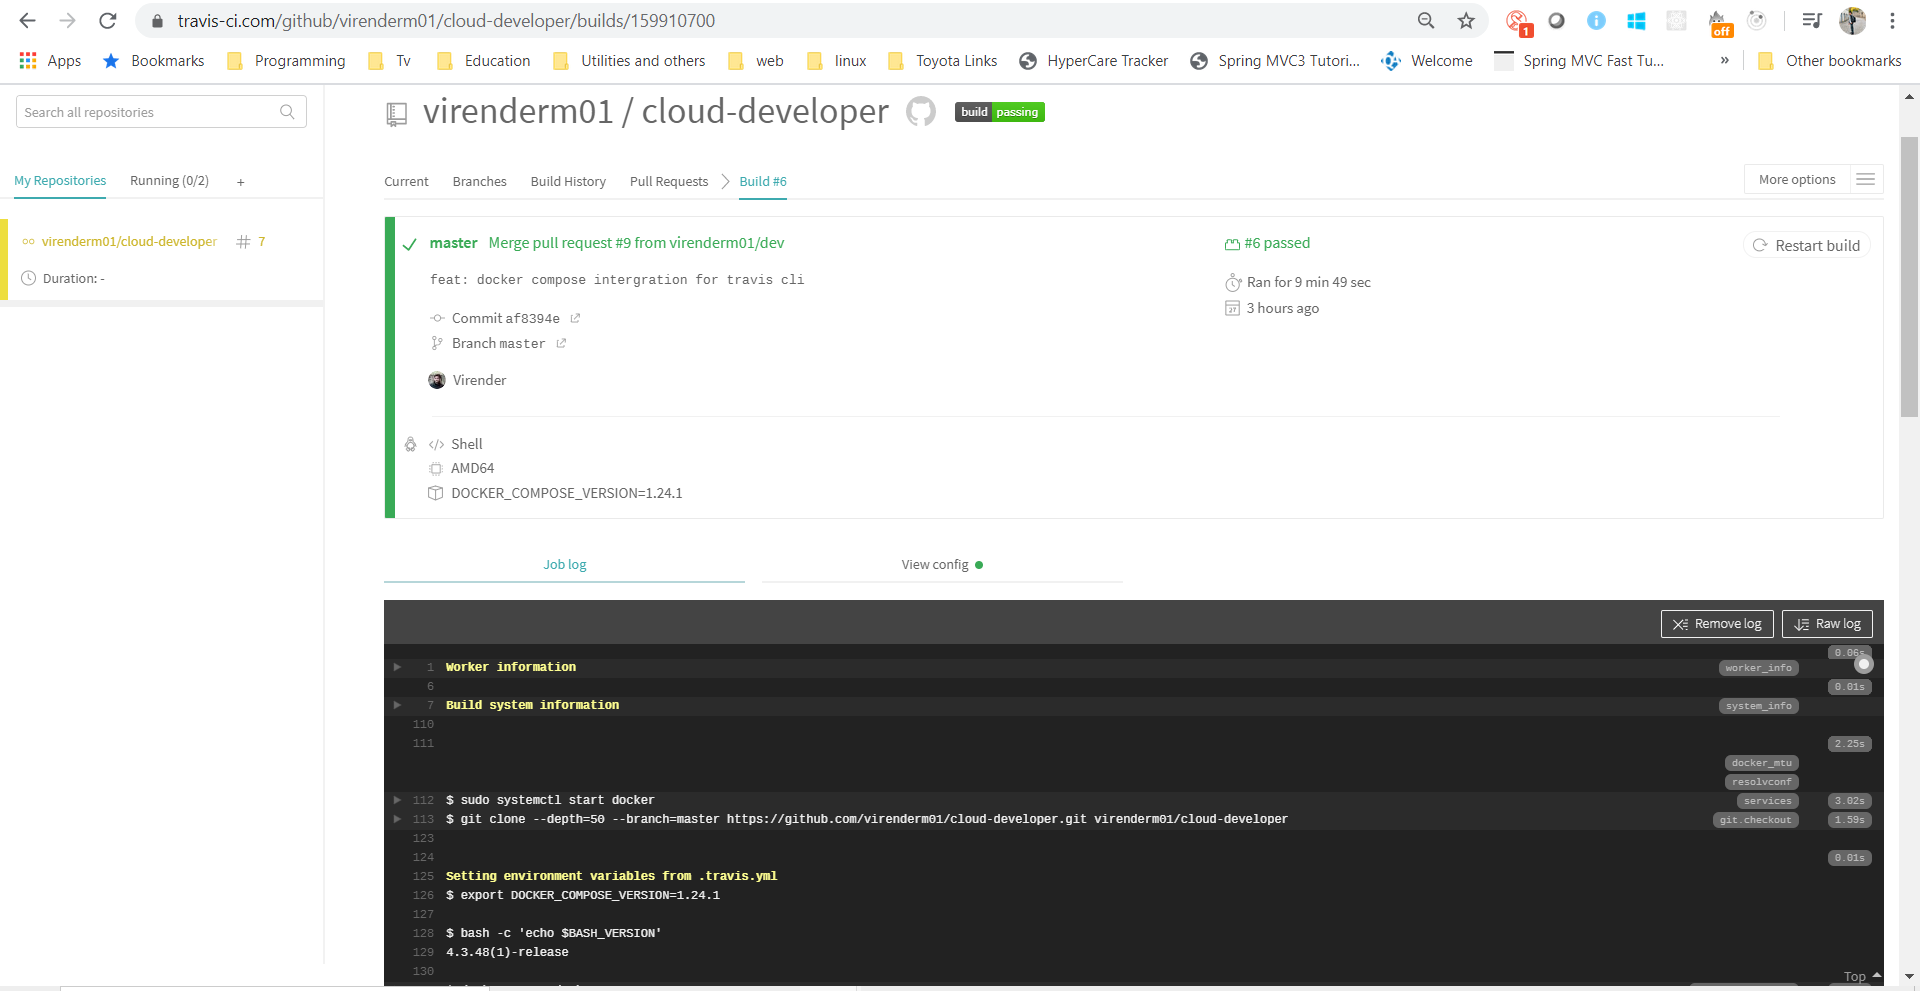 travis-ci.com/github/virenderm01/cloud-developer/builds/159910700
1
off
Apps Bookmarks Programming Tv Education Utilities and others web linux Toyota Links HyperCare Tracker Spring MVC3 Tutori... Welcome Spring MVC Fast Tu... » Other bookmarks
Search all repositories
My Repositories Running (0/2) +
virenderm01/cloud-developer # 7
Duration: -
virenderm01 / cloud-developer build passing
Current Branches Build History Pull Requests Build #6
More options
master Merge pull request #9 from virenderm01/dev
feat: docker compose intergration for travis cli
Commit af8394e
Branch master
Virender
#6 passed
Ran for 9 min 49 sec
3 hours ago
Restart build
Shell
AMD64
DOCKER_COMPOSE_VERSION=1.24.1
Job log View config
Remove log Raw log
0.06s
1 Worker information worker_info
6 0.01s
7 Build system information system_info
110
111 2.25s
docker_mtu
resolvconf
112 $ sudo systemctl start docker services 3.02s
113 $ git clone --depth=50 --branch=master https://github.com/virenderm01/cloud-developer.git virenderm01/cloud-developer git.checkout 1.59s
123
124 0.01s
125 Setting environment variables from .travis.yml
126 $ export DOCKER_COMPOSE_VERSION=1.24.1
127
128 $ bash -c 'echo $BASH_VERSION'
129 4.3.48(1)-release
130
Top